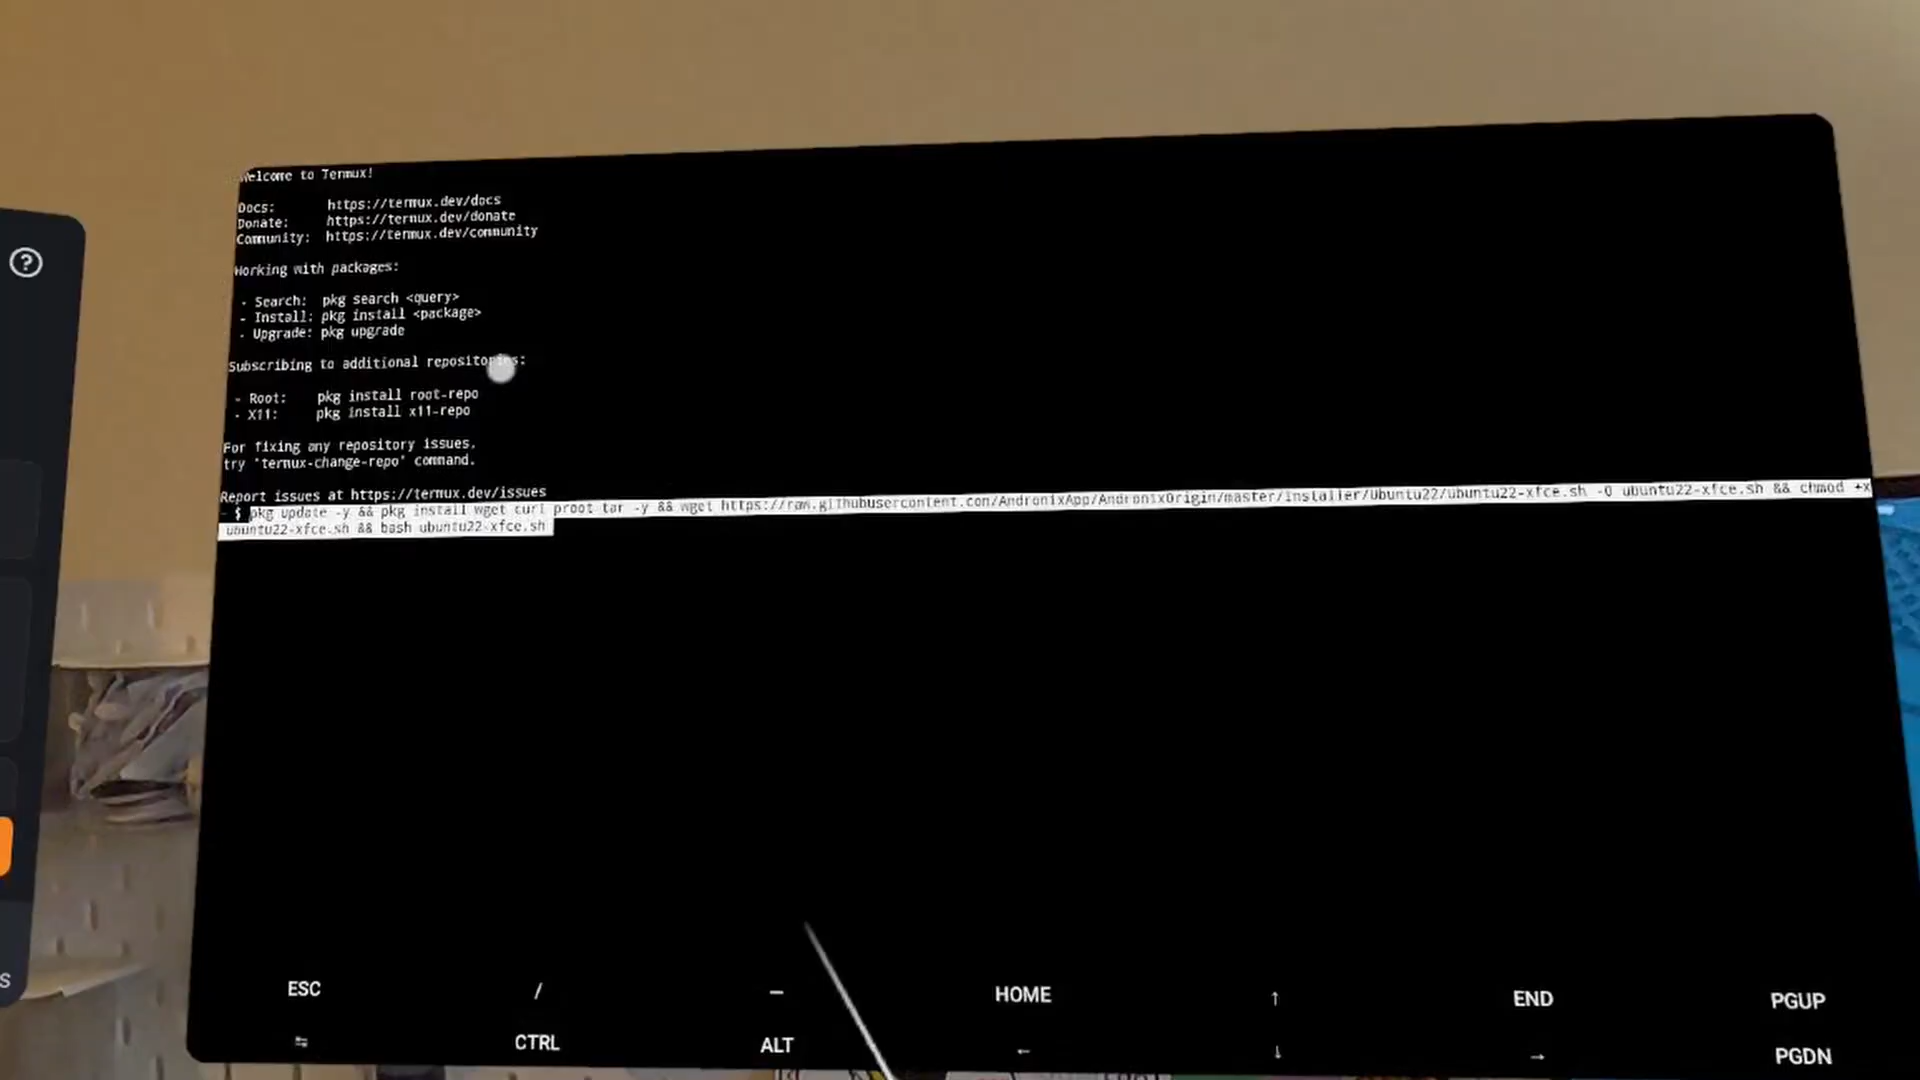 Welcome to Termux!
Docs: https://termux.dev/docs
Donate: https://termux.dev/donate
Community: https://termux.dev/community
Working with packages:
- Search: pkg search <query>
- Install: pkg install <package>
- Upgrade: pkg upgrade
Subscribing to additional repositories:
- Root: pkg install root-repo
- X11: pkg install x11-repo
For fixing any repository issues,
try 'termux-change-repo' command.
Report issues at https://termux.dev/issues
~ $ pkg update -y && pkg install wget curl proot tar -y && wget https://raw.githubusercontent.com/AndronixApp/AndronixOrigin/master/Installer/Ubuntu22/ubuntu22-xfce.sh -O ubuntu22-xfce.sh && chmod +x
ubuntu22-xfce.sh && bash ubuntu22-xfce.sh
ESC / — HOME ↑ END PGUP
⇆ CTRL ALT ← ↓ → PGDN
?
S